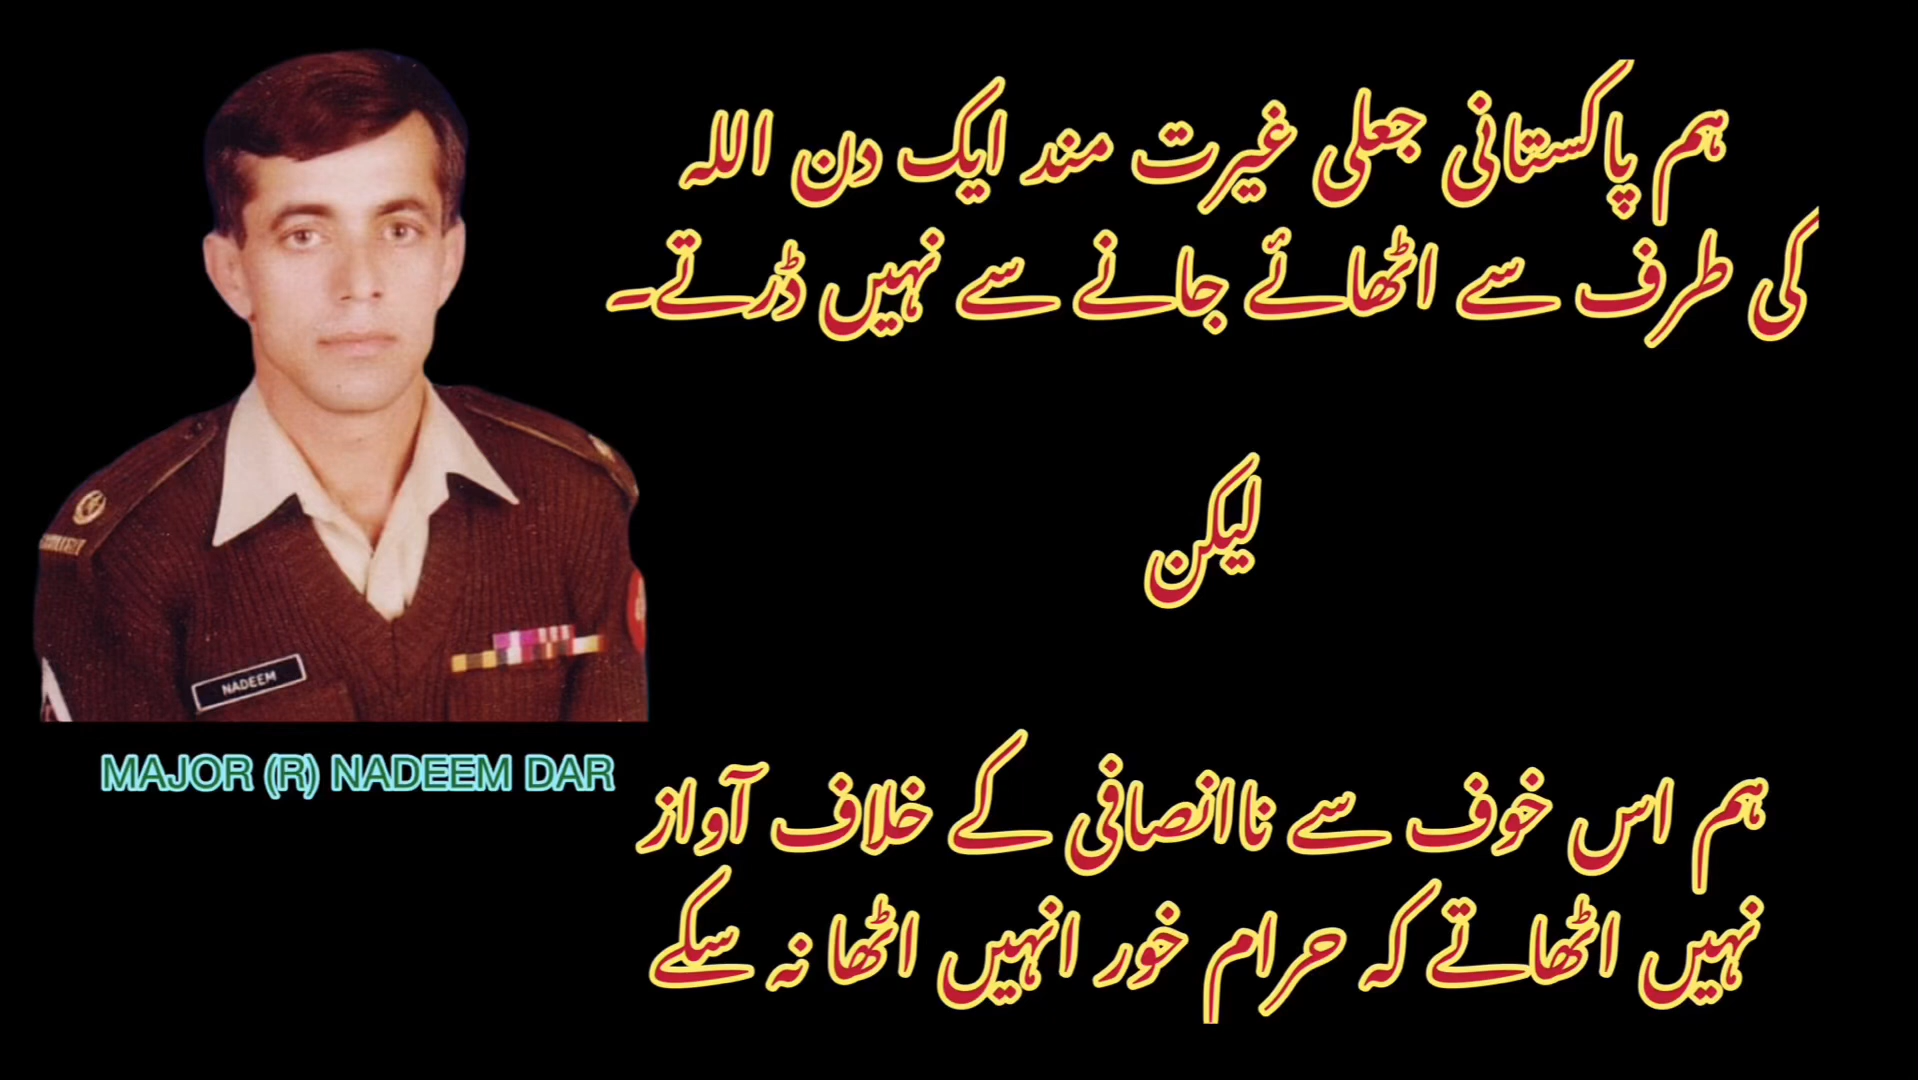 ہم پاکستانی جعلی غیرت مند ایک دن اللہ
کی طرف سے اٹھائے جانے سے نہیں ڈرتے۔
لیکن
ہم اس خوف سے ناانصافی کے خلاف آواز
نہیں اٹھاتے کہ حرام خور انہیں اٹھا نہ سکے
NADEEM
MAJOR (R) NADEEM DAR